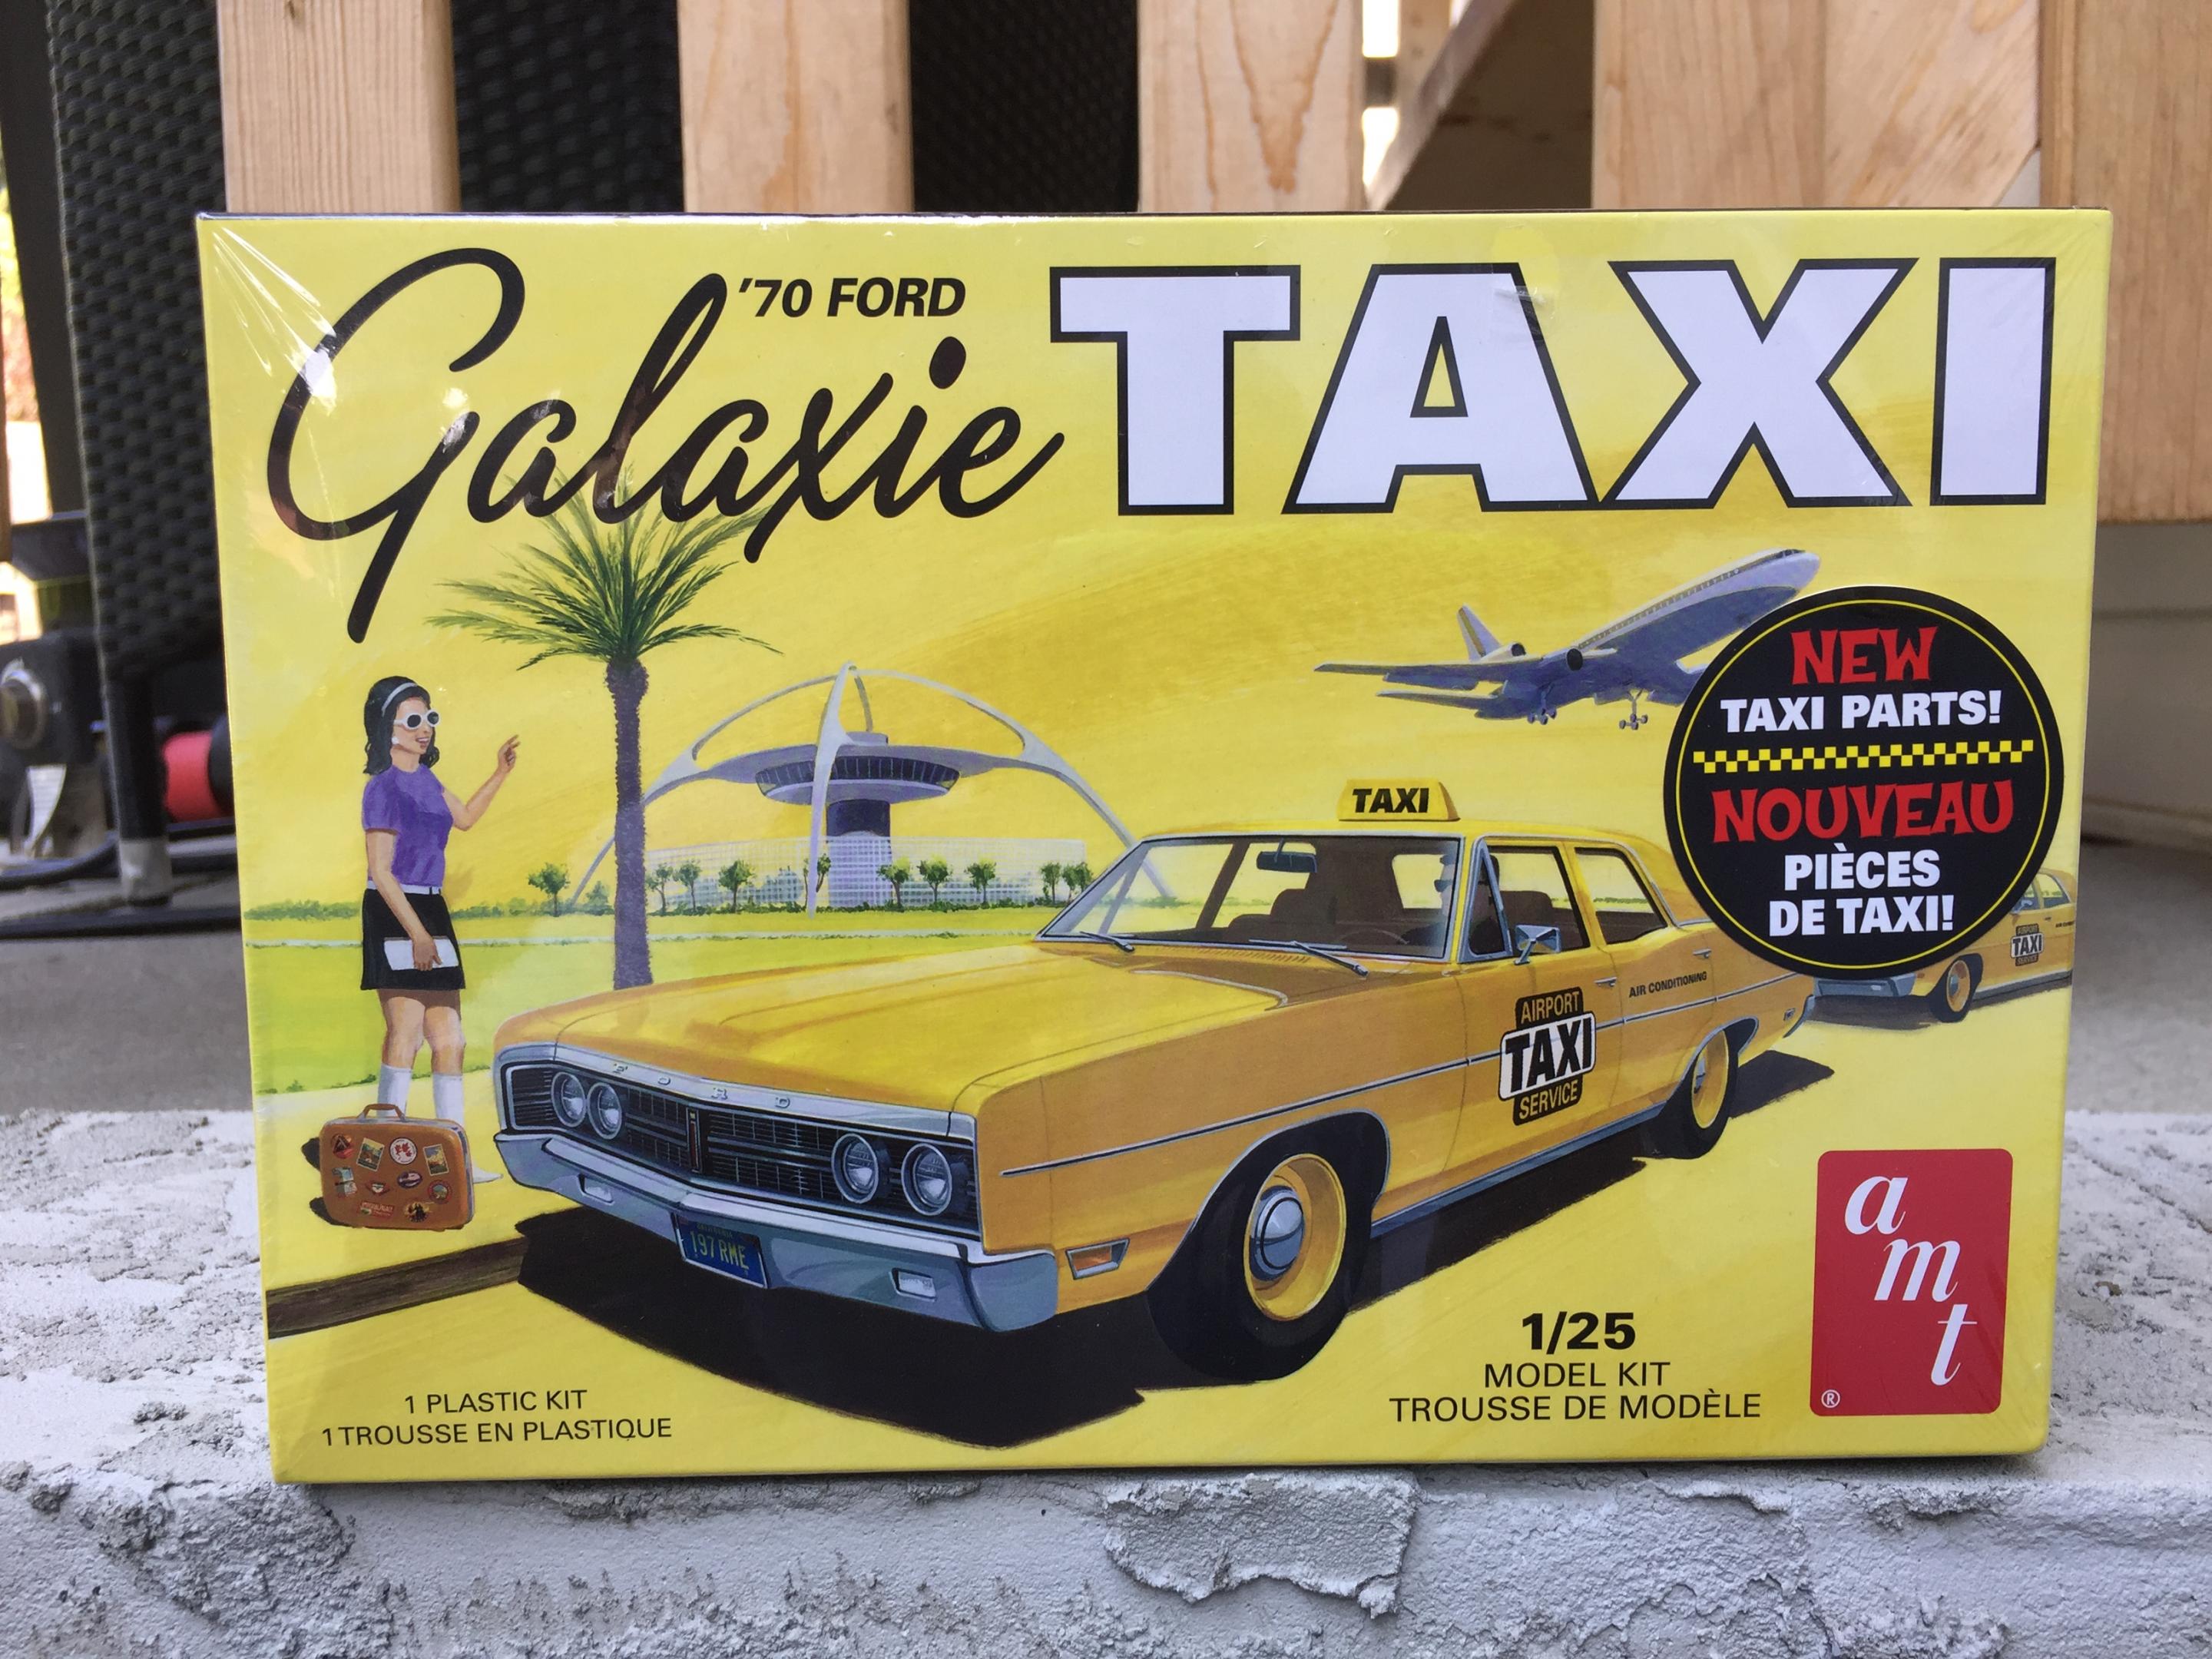 '70 FORD
Galaxie TAXI
NEW
TAXI PARTS!
NOUVEAU
PIÈCES
DE TAXI!
TAXI
AIR CONDITIONING
AIRPORT
TAXI
SERVICE
TAXI
FORD
197 RME
a
m
t
®
1/25
MODEL KIT
TROUSSE DE MODÈLE
1 PLASTIC KIT
1 TROUSSE EN PLASTIQUE